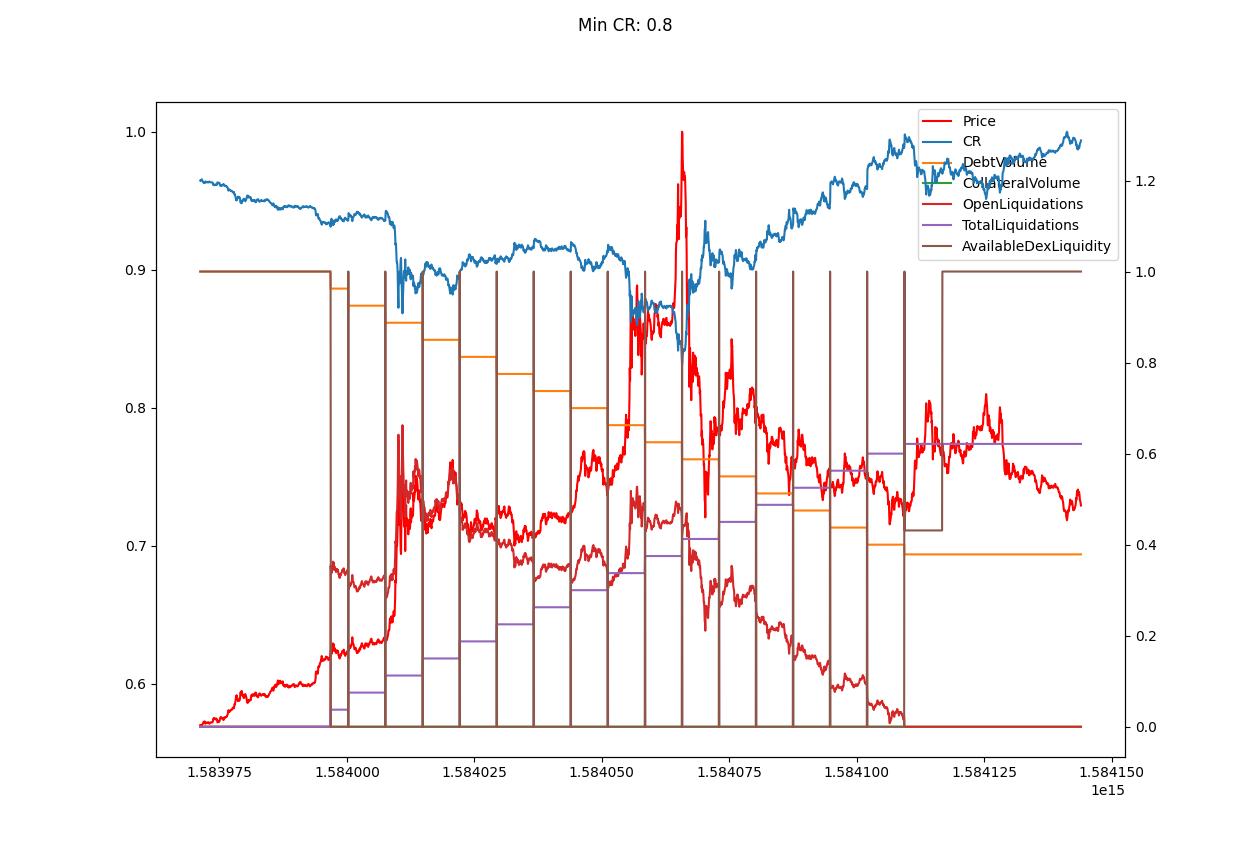 Min CR: 0.8
1.0
0.9
0.8
0.7
0.6
Price
CR
DebtVolume
CollateralVolume
OpenLiquidations
TotalLiquidations
AvailableDexLiquidity
1.2
1.0
0.8
0.6
0.4
0.2
0.0
1.583975 1.584000 1.584025 1.584050 1.584075 1.584100 1.584125 1.584150
1e15